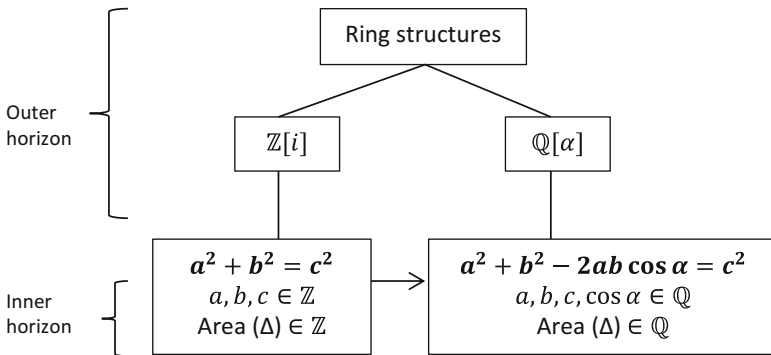 Ring structures
Outer
horizon
ℤ[i]
ℚ[α]
a² + b² = c²
a, b, c ∈ ℤ
Area (Δ) ∈ ℤ
a² + b² − 2ab cos α = c²
a, b, c, cos α ∈ ℚ
Area (Δ) ∈ ℚ
Inner
horizon